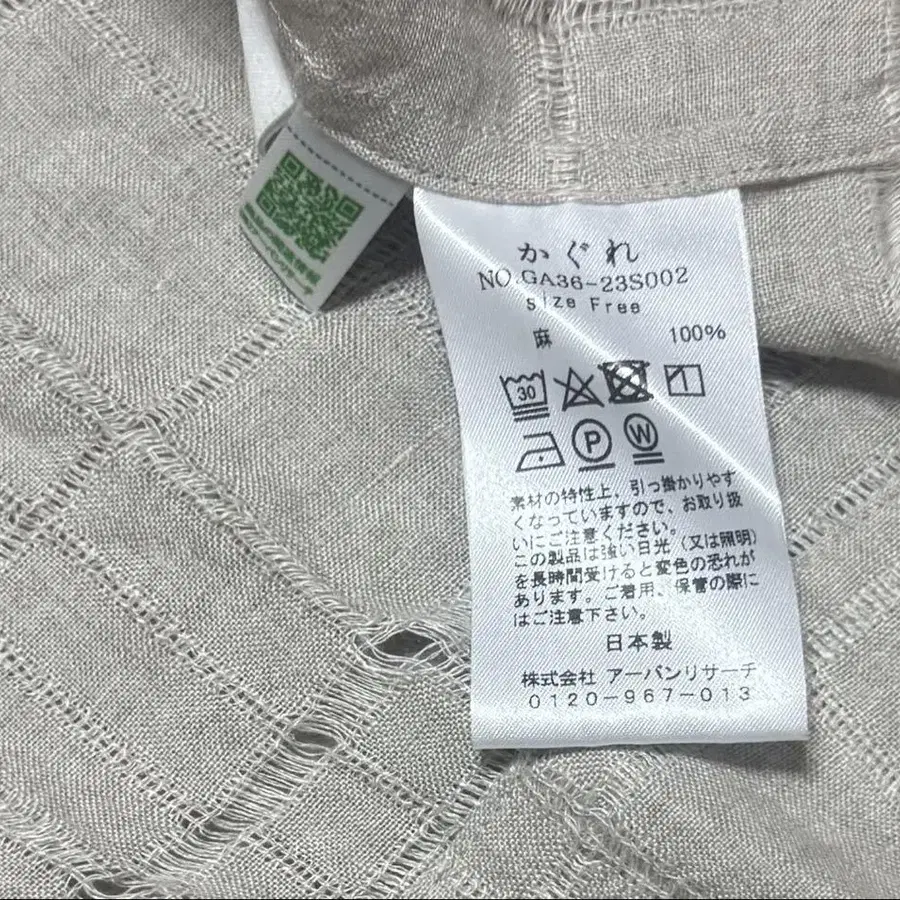 かぐれ
NO.GA36-23S002
size Free
麻 100%
30
P W
素材の特性上、引っ掛かりやす
くなっていますので、お取り扱
いにご注意ください。
この製品は強い日光(又は照明)
を長時間受けると変色の恐れが
あります。ご着用、保管の際に
はご注意下さい。
日本製
株式会社 アーバンリサーチ
0120-967-013